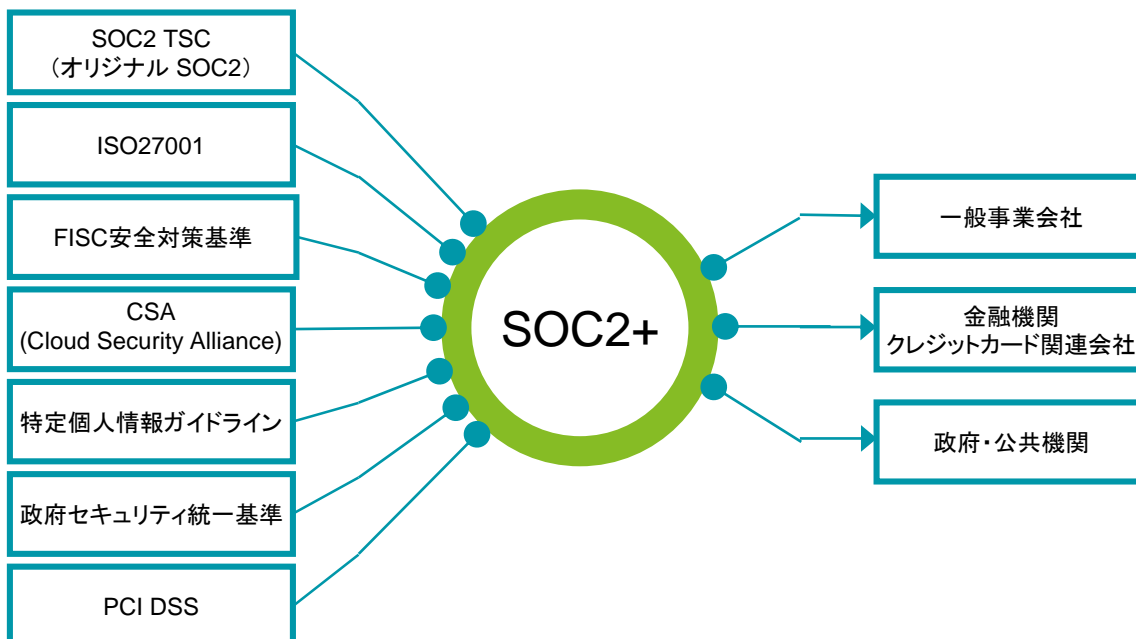 SOC2 TSC
（オリジナル SOC2）
ISO27001
FISC安全対策基準
CSA
(Cloud Security Alliance)
特定個人情報ガイドライン
政府セキュリティ統一基準
PCI DSS
SOC2+
一般事業会社
金融機関
クレジットカード関連会社
政府・公共機関